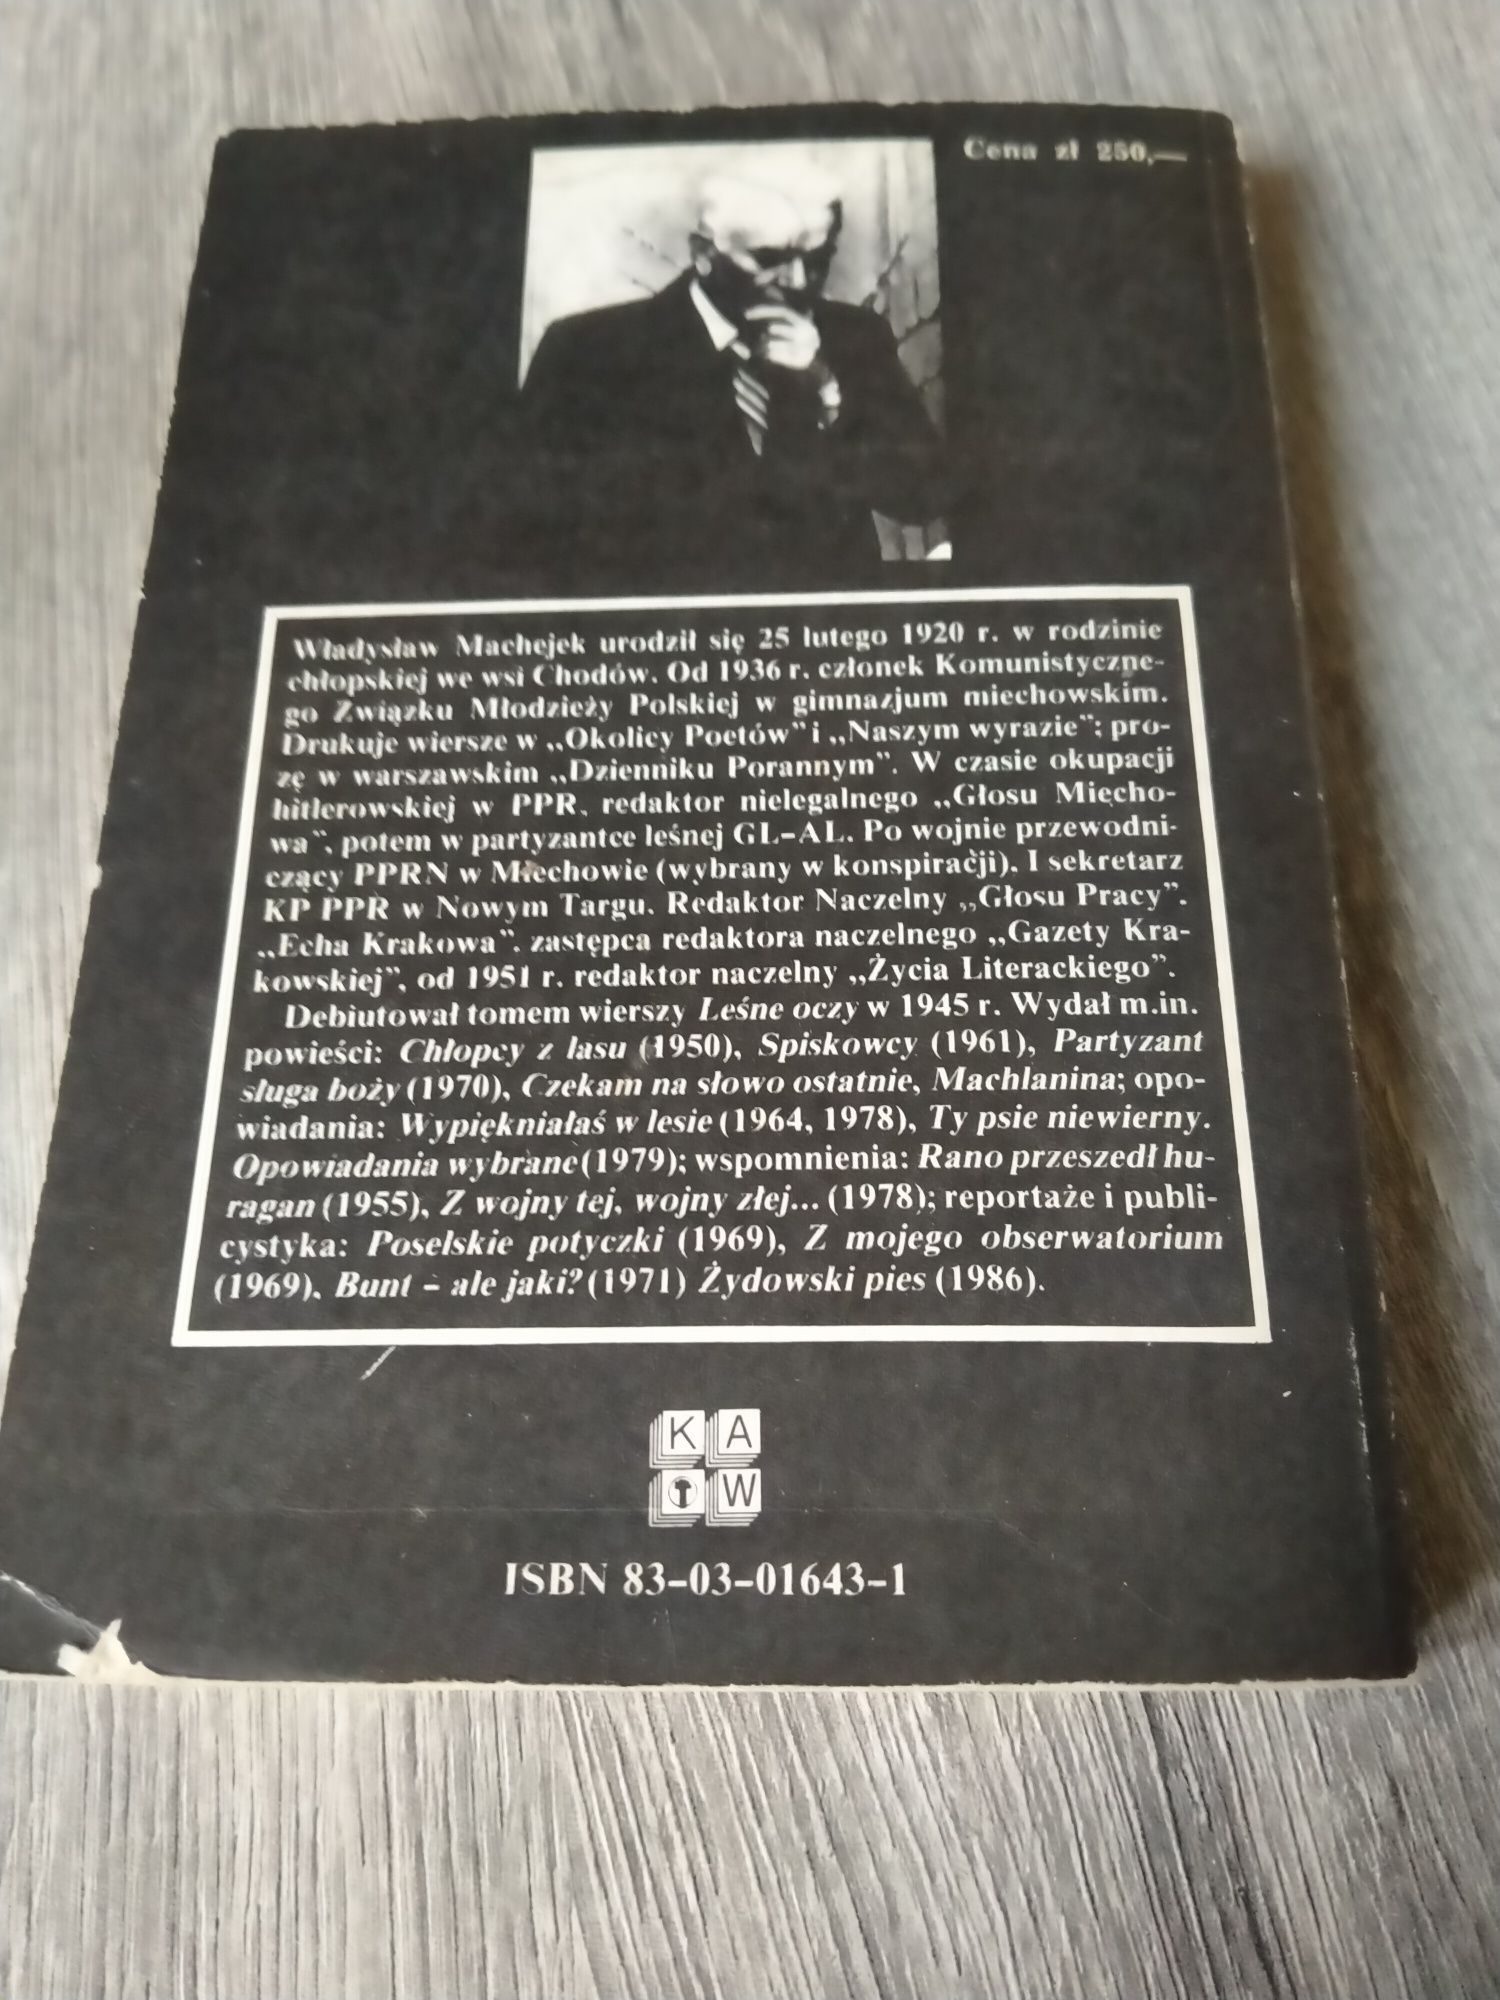 Cena zł 250,—
Władysław Machejek urodził się 25 lutego 1920 r. w rodzinie
chłopskiej we wsi Chodów. Od 1936 r. członek Komunistyczne-
go Związku Młodzieży Polskiej w gimnazjum miechowskim.
Drukuje wiersze w „Okolicy Poetów” i „Naszym wyrazie”; pro-
zę w warszawskim „Dzienniku Porannym”. W czasie okupacji
hitlerowskiej w PPR, redaktor nielegalnego „Głosu Miecho-
wa”, potem w partyzantce leśnej GL-AL. Po wojnie przewodni-
czący PPRN w Miechowie (wybrany w konspiracji). I sekretarz
KP PPR w Nowym Targu. Redaktor Naczelny „Głosu Pracy”.
„Echa Krakowa”. zastępca redaktora naczelnego „Gazety Kra-
kowskiej”, od 1951 r. redaktor naczelny „Życia Literackiego”.
Debiutował tomem wierszy Leśne oczy w 1945 r. Wydał m.in.
powieści: Chłopcy z lasu (1950), Spiskowcy (1961), Partyzant
sługa boży (1970), Czekam na słowo ostatnie, Machlanina; opo-
wiadania: Wypiękniałaś w lesie (1964, 1978), Ty psie niewierny.
Opowiadania wybrane (1979); wspomnienia: Rano przeszedł hu-
ragan (1955), Z wojny tej, wojny złej... (1978); reportaże i publi-
cystyka: Poselskie potyczki (1969), Z mojego obserwatorium
(1969), Bunt – ale jaki? (1971) Żydowski pies (1986).
K A
W
ISBN 83-03-01643-1